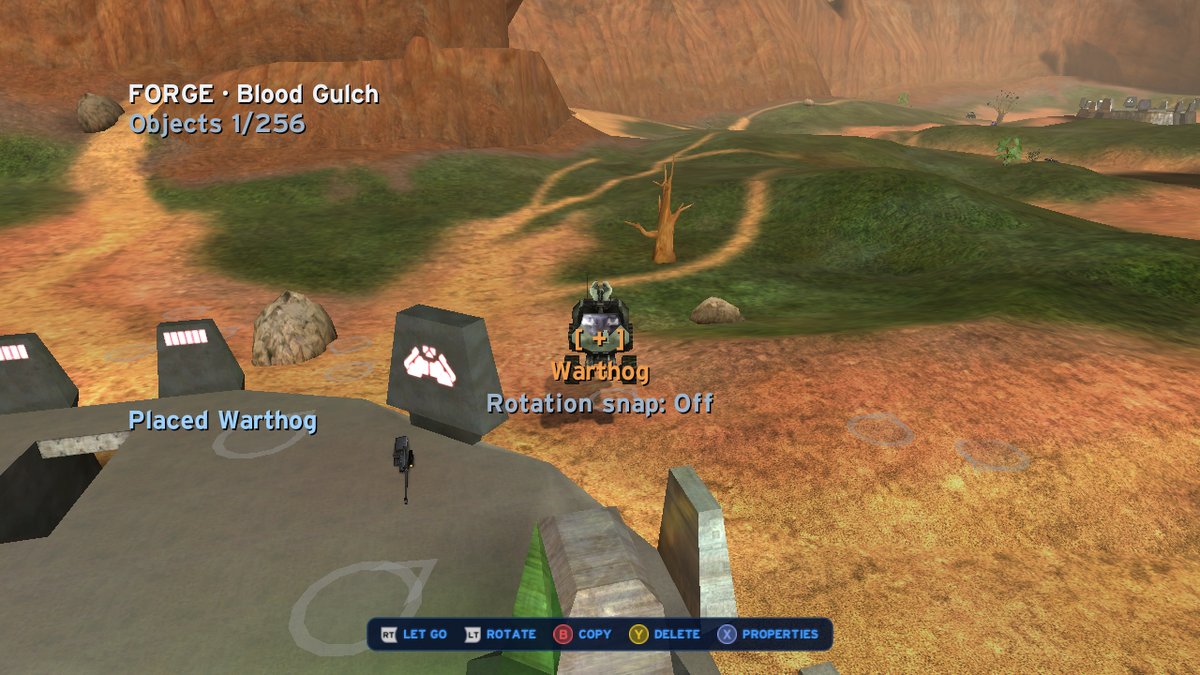 FORGE · Blood Gulch
Objects 1/256
[ + ]
Warthog
Rotation snap: Off
Placed Warthog
RT LET GO LT ROTATE B COPY Y DELETE X PROPERTIES